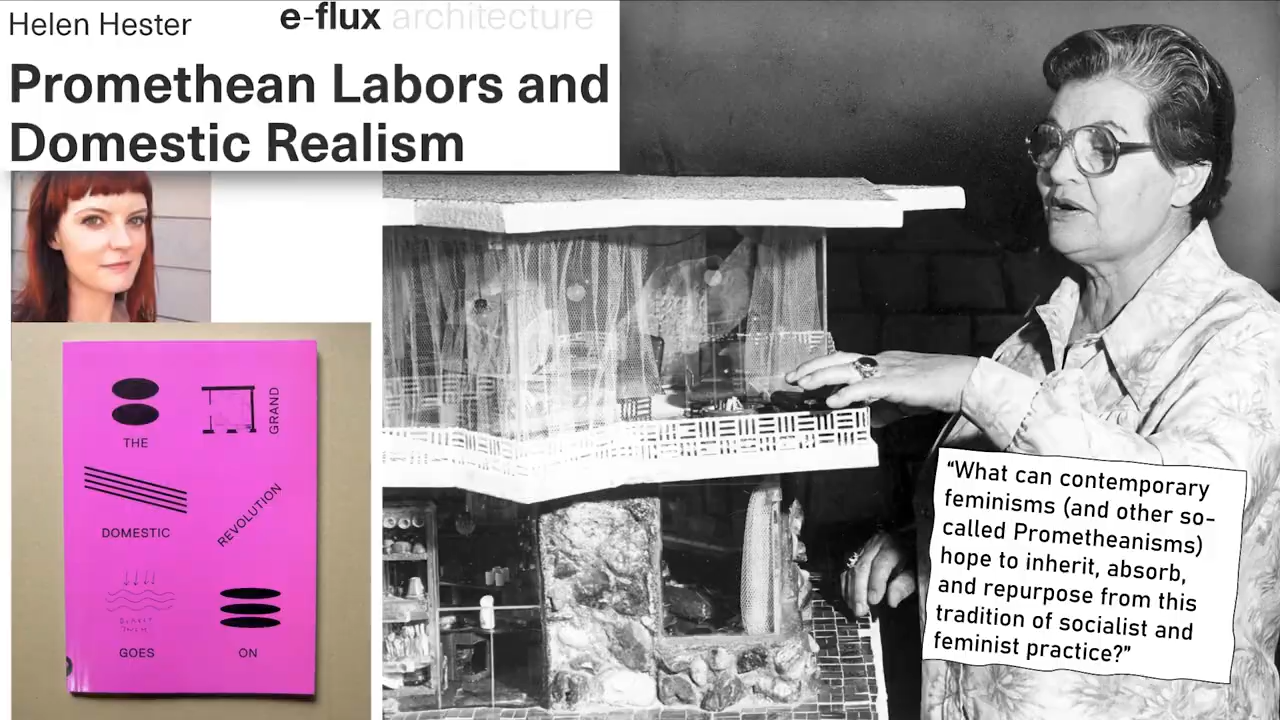 Helen Hester
e-flux architecture
Promethean Labors and
Domestic Realism
THE
GRAND
DOMESTIC
REVOLUTION
GOES
ON
“What can contemporary
feminisms (and other so-
called Prometheanisms)
hope to inherit, absorb,
and repurpose from this
tradition of socialist and
feminist practice?”